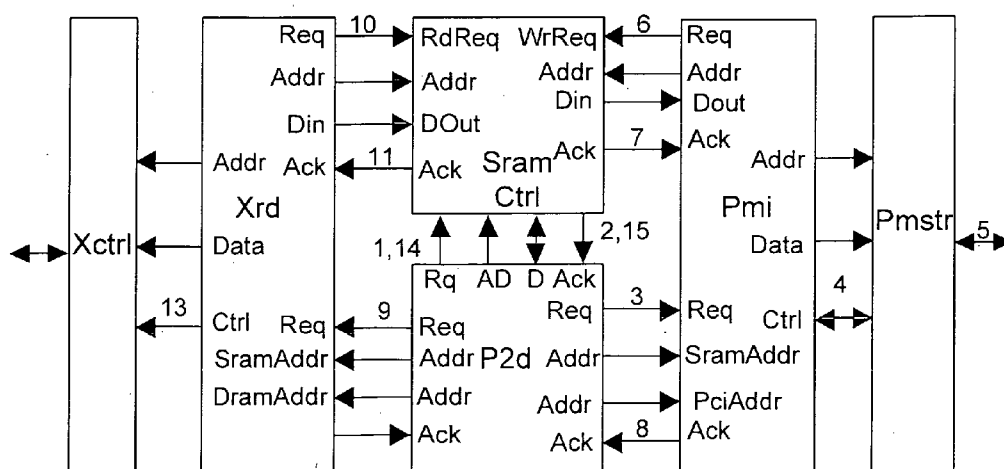 Req 10 RdReq WrReq 6 Req
Addr Addr Addr Addr
Din DOut Din Dout
Addr Ack 11 Ack Sram Ctrl Ack 7 Ack Addr
Xrd Pmi
Xctrl Data 1,14 2,15 Data Pmstr 5
Rq AD D Ack
13 Ctrl Req 9 Req Req 3 Req Ctrl 4
SramAddr Addr P2d Addr SramAddr
DramAddr Addr Addr PciAddr
Ack Ack 8 Ack